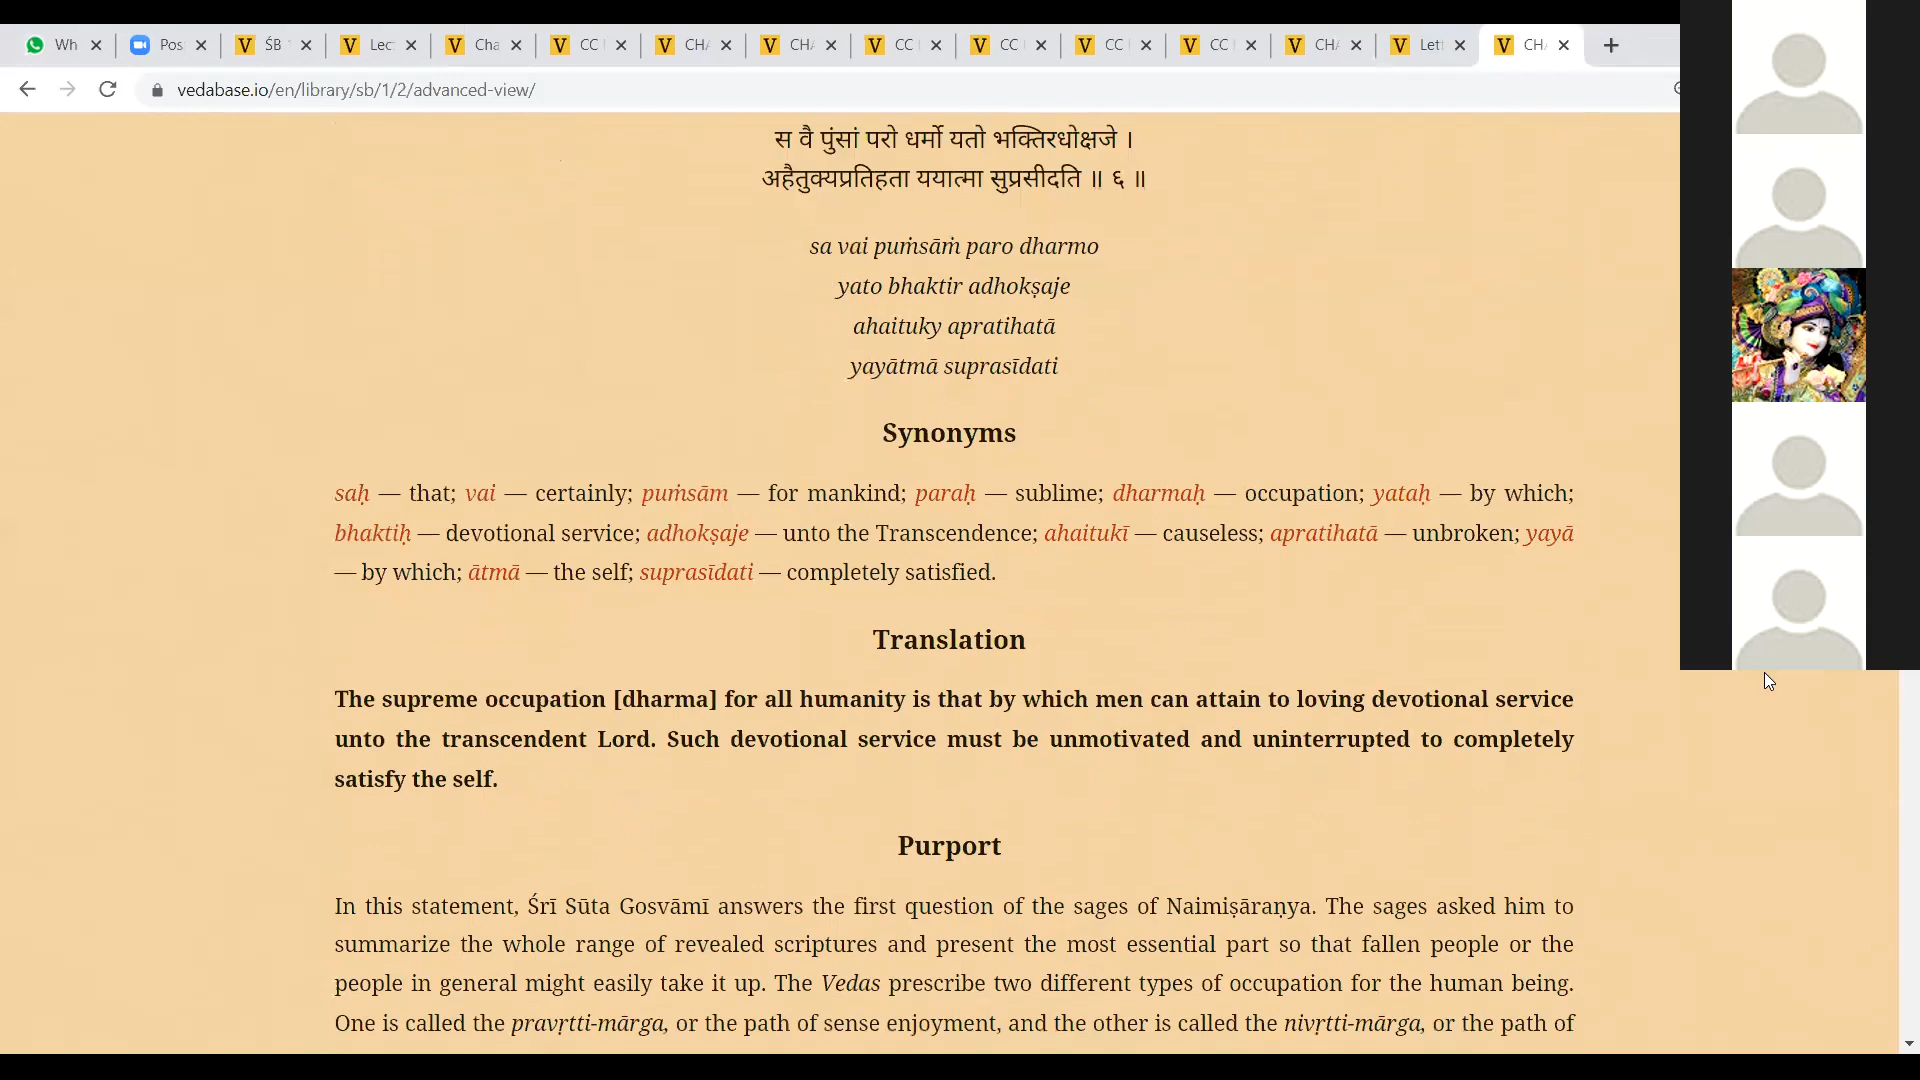 Wh
Pos
ŚB
Lec
Cha
CC
CHA
CHA
CC
CC
CC
CC
CHA
Lett
CHA
vedabase.io/en/library/sb/1/2/advanced-view/
स वै पुंसां परो धर्मो यतो भक्तिरधोक्षजे ।
अहैतुक्यप्रतिहता ययात्मा सुप्रसीदति ॥ ६ ॥
sa vai puṁsāṁ paro dharmo
yato bhaktir adhokṣaje
ahaituky apratihatā
yayātmā suprasīdati
Synonyms
saḥ — that; vai — certainly; puṁsām — for mankind; paraḥ — sublime; dharmaḥ — occupation; yataḥ — by which;
bhaktiḥ — devotional service; adhokṣaje — unto the Transcendence; ahaitukī — causeless; apratihatā — unbroken; yayā
— by which; ātmā — the self; suprasīdati — completely satisfied.
Translation
The supreme occupation [dharma] for all humanity is that by which men can attain to loving devotional service
unto the transcendent Lord. Such devotional service must be unmotivated and uninterrupted to completely
satisfy the self.
Purport
In this statement, Śrī Sūta Gosvāmī answers the first question of the sages of Naimiṣāraṇya. The sages asked him to
summarize the whole range of revealed scriptures and present the most essential part so that fallen people or the
people in general might easily take it up. The Vedas prescribe two different types of occupation for the human being.
One is called the pravṛtti-mārga, or the path of sense enjoyment, and the other is called the nivṛtti-mārga, or the path of